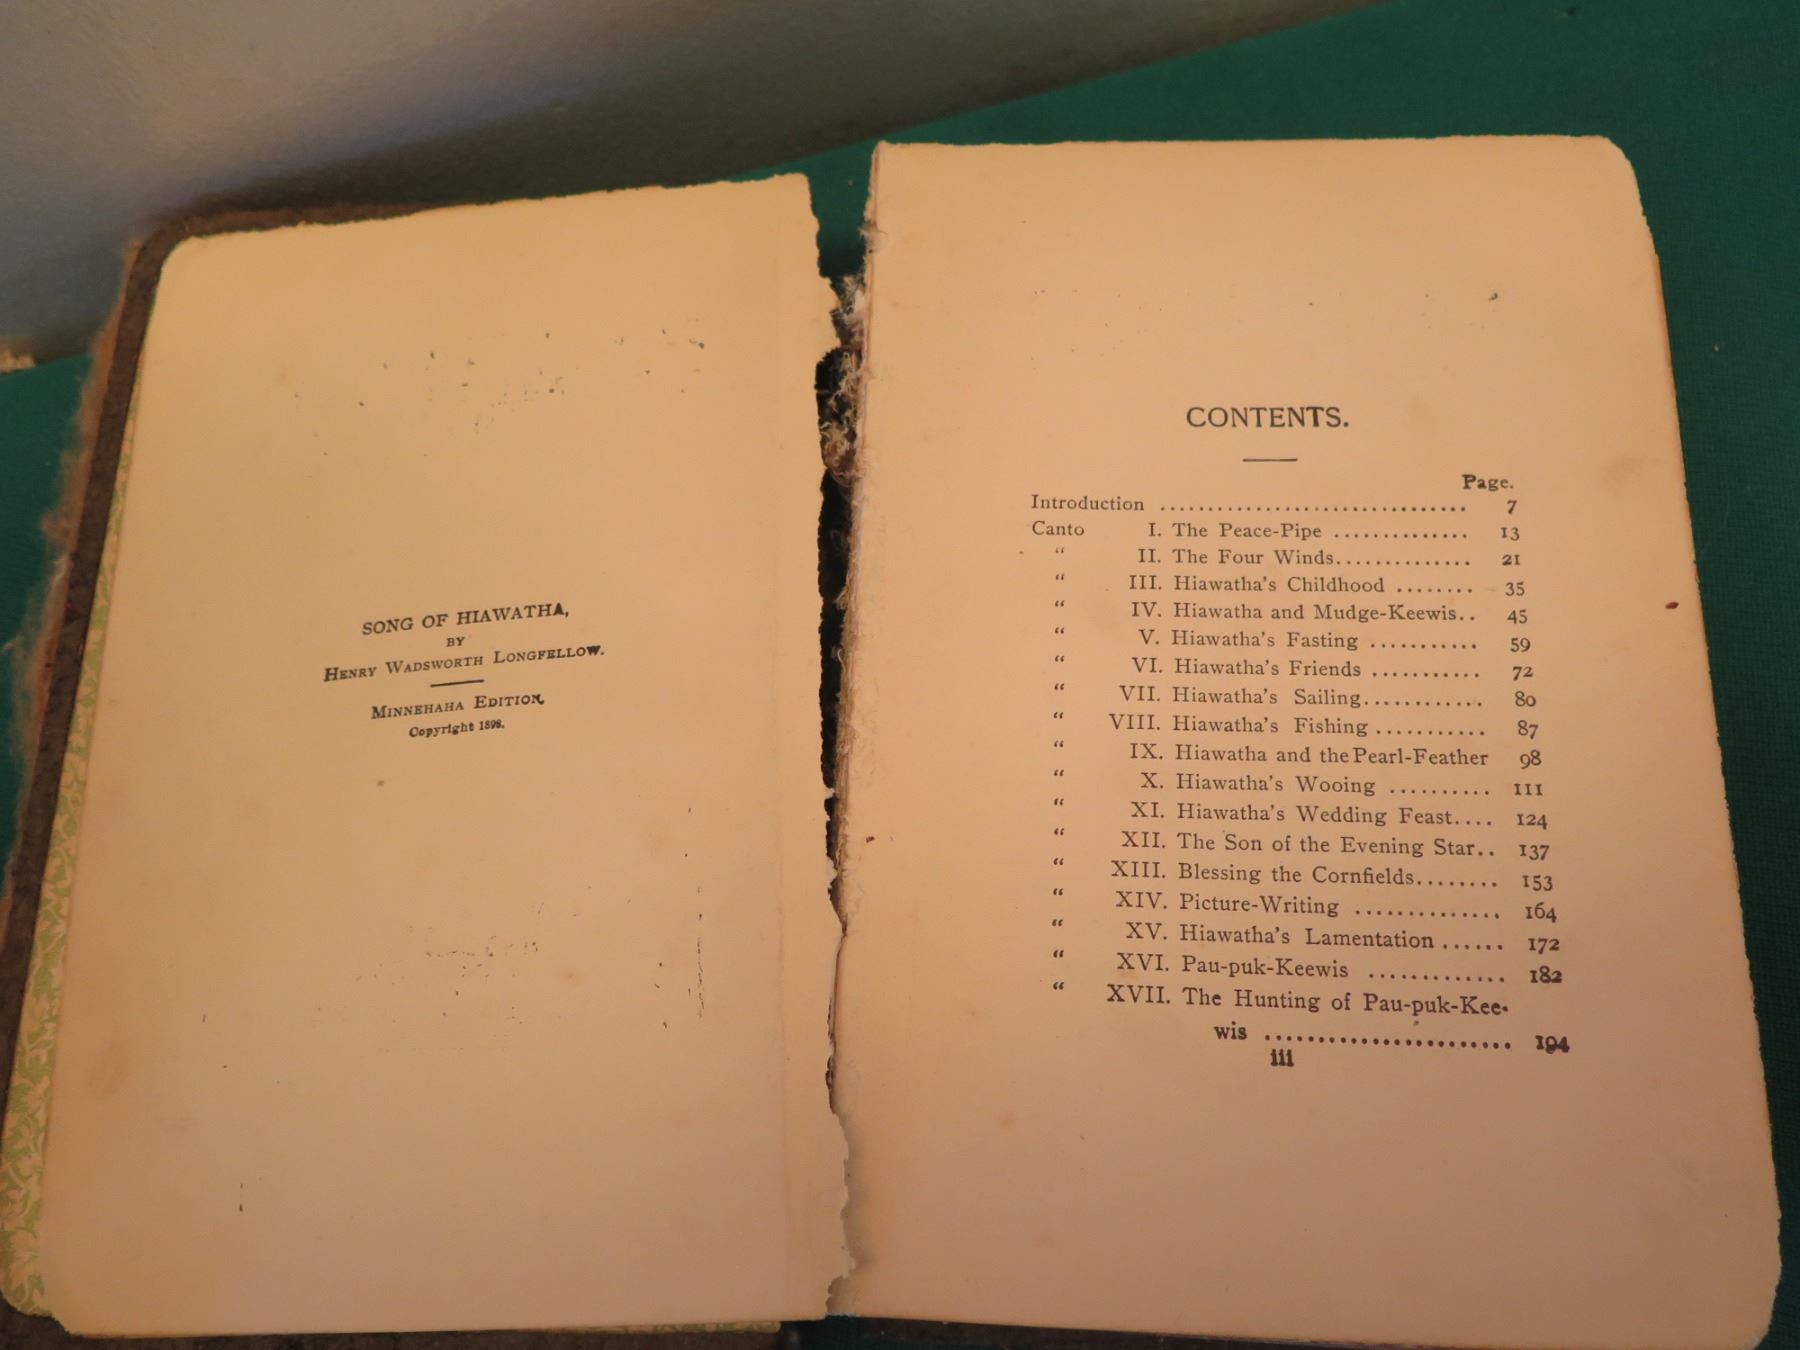 SONG OF HIAWATHA,
BY
HENRY WADSWORTH LONGFELLOW.
MINNEHAHA EDITION.
Copyright 1898.
CONTENTS.
Page.
Introduction ................................ 7
Canto I. The Peace-Pipe .............. 13
“ II. The Four Winds.............. 21
“ III. Hiawatha's Childhood ........ 35
“ IV. Hiawatha and Mudge-Keewis.. 45
“ V. Hiawatha's Fasting ........... 59
“ VI. Hiawatha's Friends ........... 72
“ VII. Hiawatha's Sailing............ 80
“ VIII. Hiawatha's Fishing ........... 87
“ IX. Hiawatha and the Pearl-Feather 98
“ X. Hiawatha's Wooing .......... 111
“ XI. Hiawatha's Wedding Feast.... 124
“ XII. The Son of the Evening Star.. 137
“ XIII. Blessing the Cornfields........ 153
“ XIV. Picture-Writing .............. 164
“ XV. Hiawatha's Lamentation ...... 172
“ XVI. Pau-puk-Keewis ............. 182
“ XVII. The Hunting of Pau-puk-Kee-
wis ........................ 194
iii